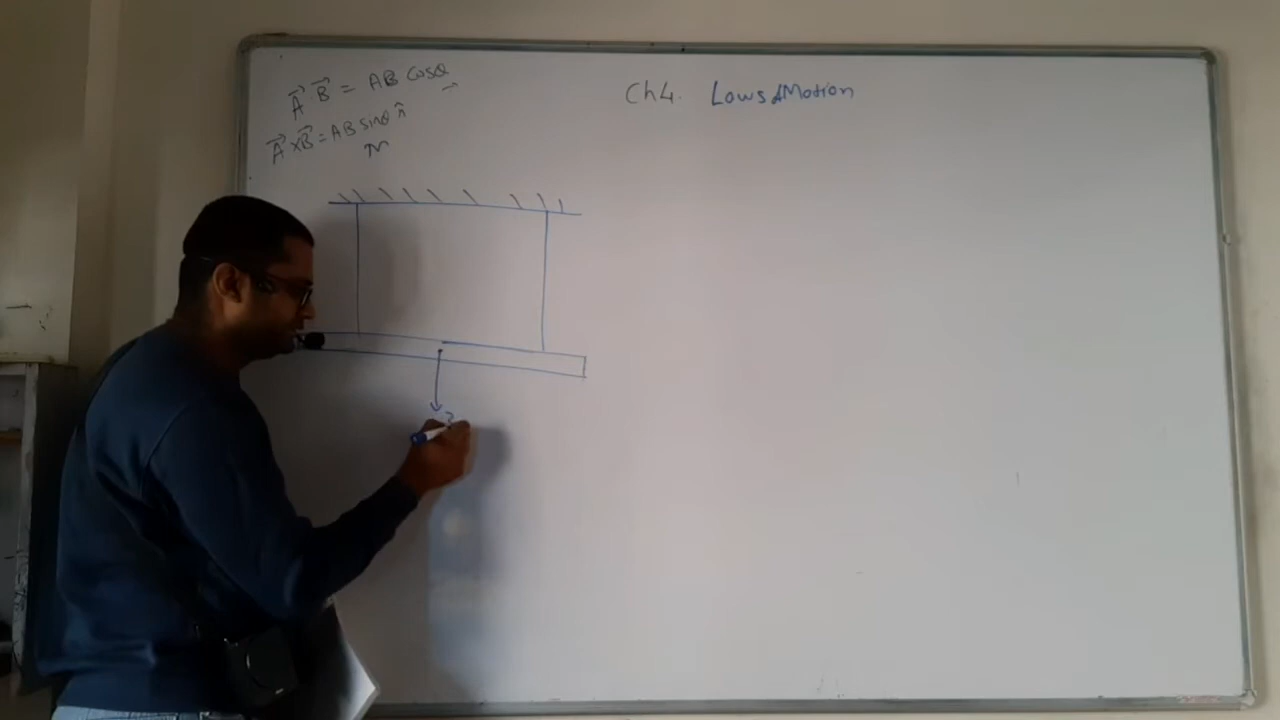 A⃗ B⃗ = AB Cosθ
A⃗ × B⃗ = AB sinθ n̂
Ch4. Laws of Motion